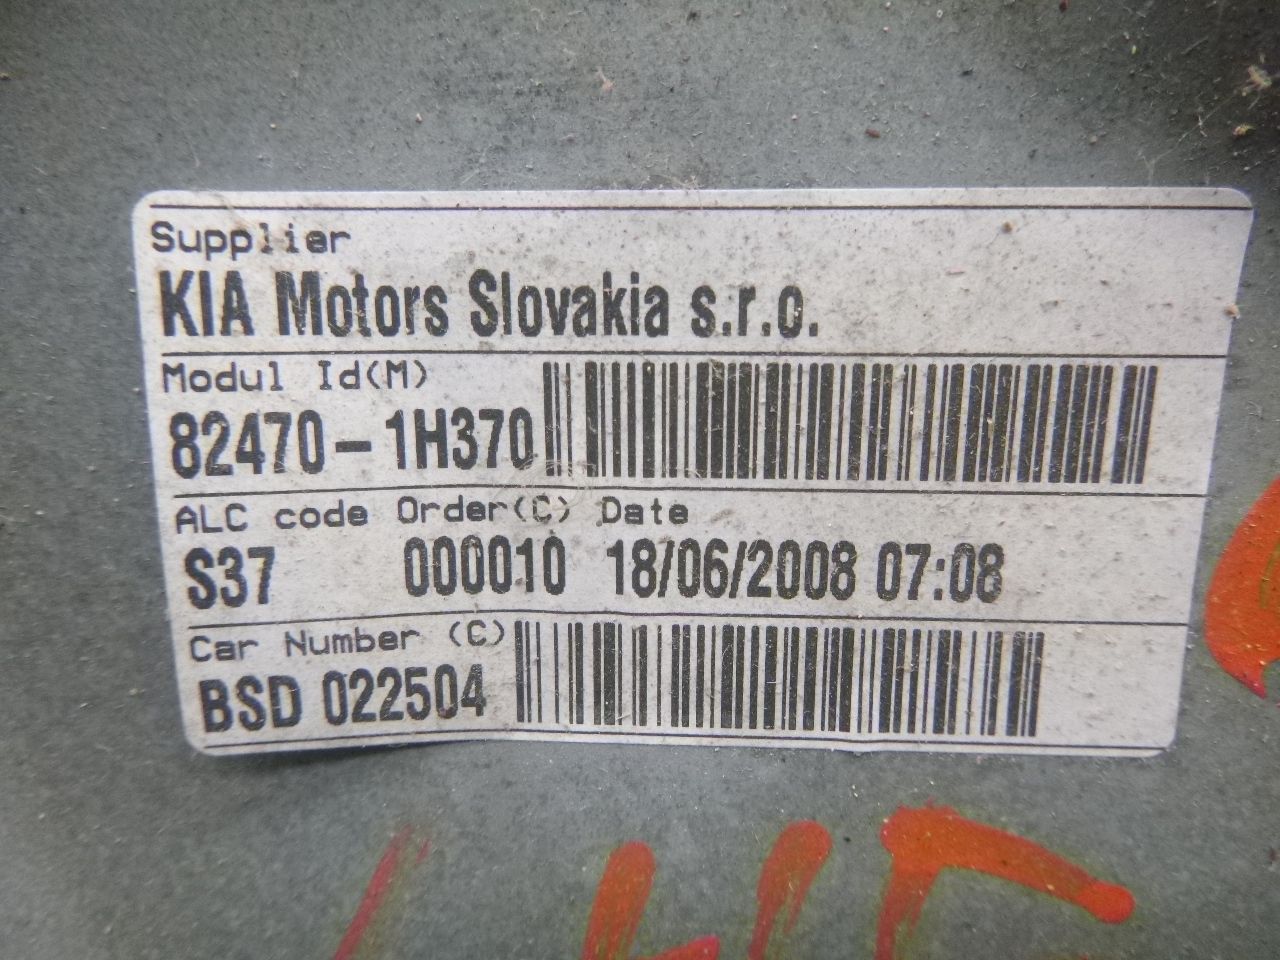 Supplier
KIA Motors Slovakia s.r.o.
Modul Id(M)
82470-1H370
ALC code Order(C) Date
S37 000010 18/06/2008 07:08
Car Number (C)
BSD 022504